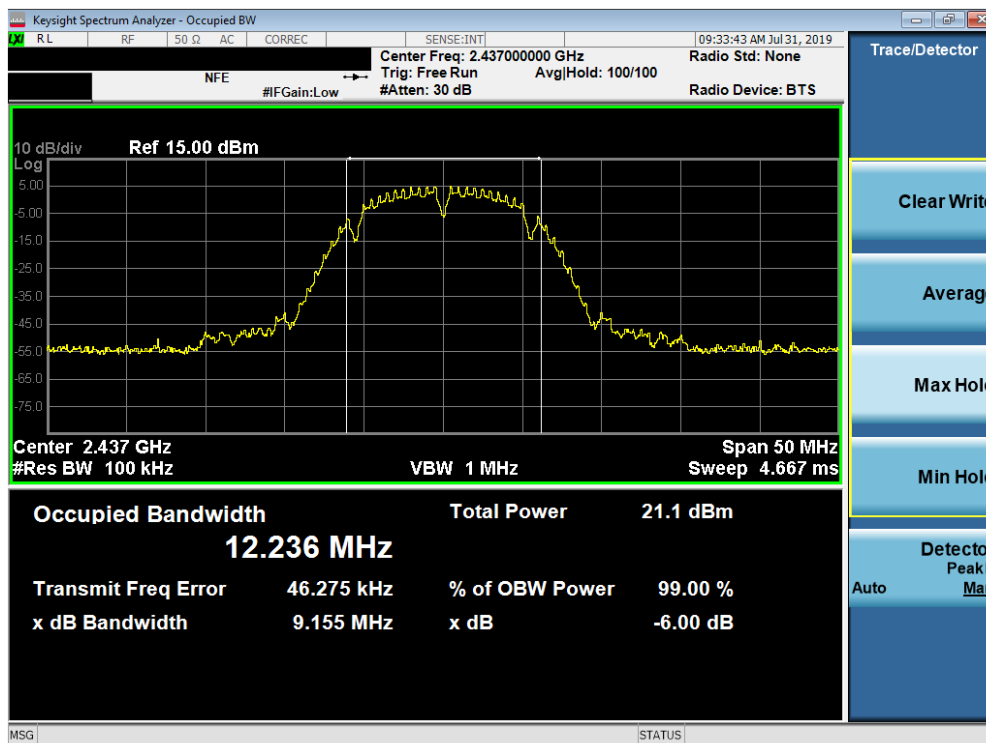 Keysight Spectrum Analyzer - Occupied BW
LXI RL RF 50 Ω AC CORREC SENSE:INT 09:33:43 AM Jul 31, 2019
Center Freq: 2.437000000 GHz Radio Std: None
NFE Trig: Free Run Avg|Hold: 100/100
#IFGain:Low #Atten: 30 dB Radio Device: BTS
Trace/Detector
10 dB/div Ref 15.00 dBm
Log
5.00
-5.00
-15.0
-25.0
-35.0
-45.0
-55.0
-65.0
-75.0
Center 2.437 GHz Span 50 MHz
#Res BW 100 kHz VBW 1 MHz Sweep 4.667 ms
Occupied Bandwidth Total Power 21.1 dBm
12.236 MHz
Transmit Freq Error 46.275 kHz % of OBW Power 99.00 %
x dB Bandwidth 9.155 MHz x dB -6.00 dB
Clear Write
Average
Max Hold
Min Hold
Detector
Peak
Auto Man
MSG STATUS